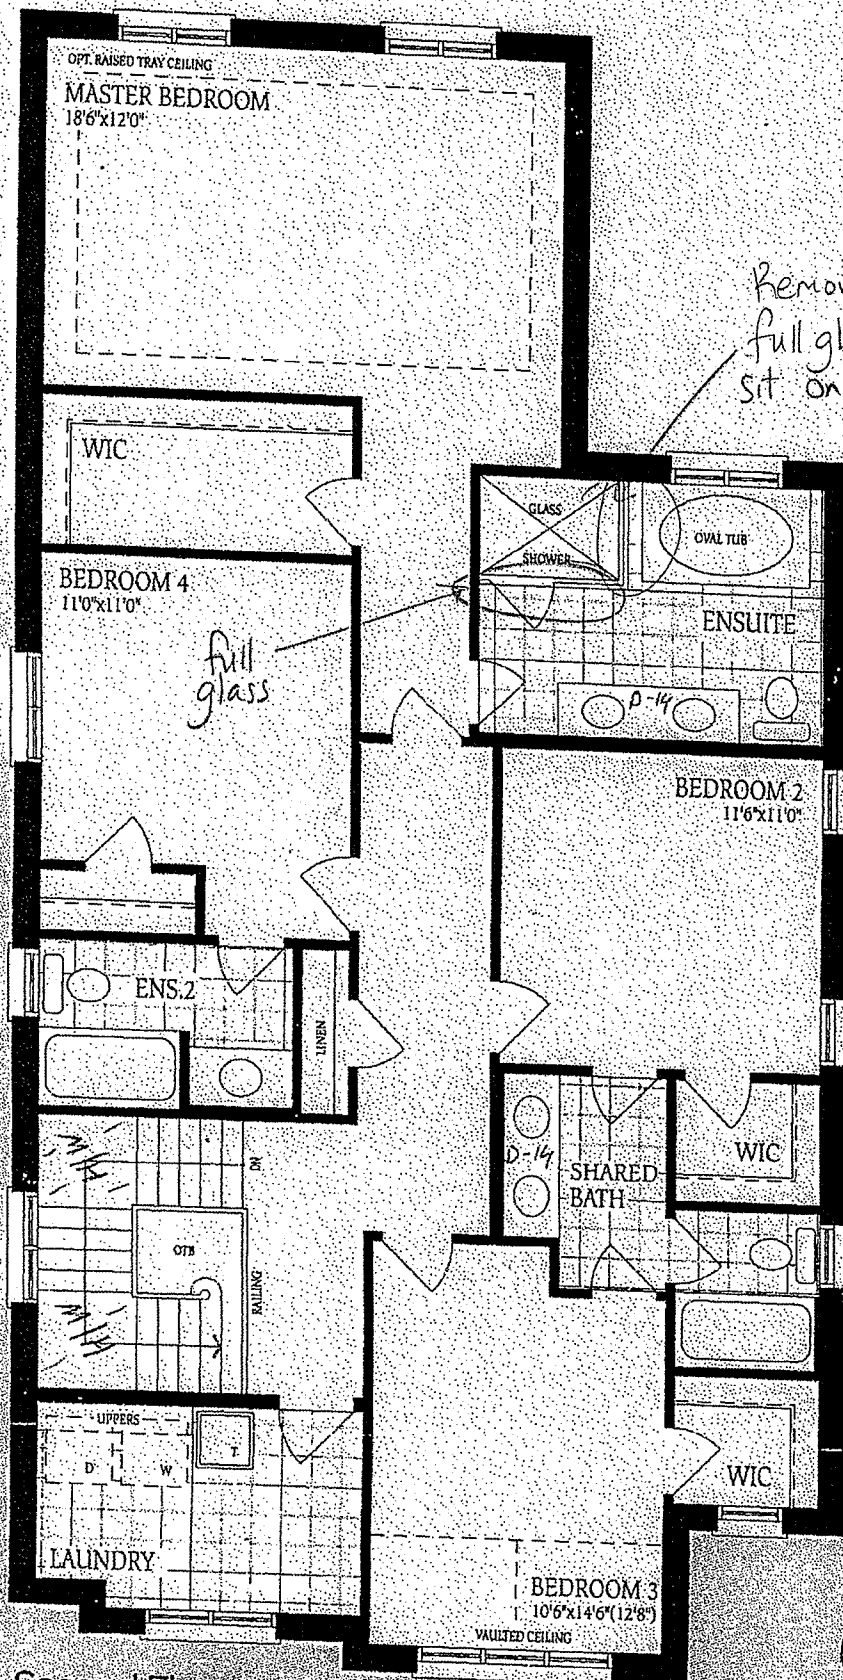 OPT. RAISED TRAY CEILING
MASTER BEDROOM
18'6"x12'0"
full
sit on
WIC
GLASS
SHOWER
OVAL TUB
ENSUITE
D-14
BEDROOM 4
11'0"x11'0"
full
glass
BEDROOM 2
11'6"x11'0"
ENS.2
LINEN
WIC
D-14
SHARED
BATH
DN
OTB
RAILING
UPPERS
D
W
T
LAUNDRY
WIC
BEDROOM 3
10'6"x14'6"(12'8")
VAULTED CEILING